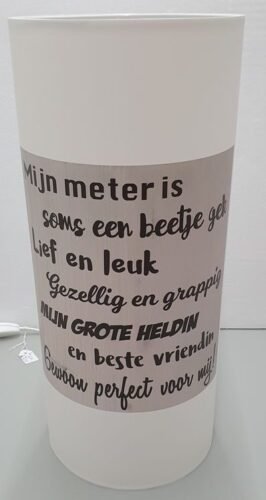 Mijn meter is
soms een beetje gek
Lief en leuk
Gezellig en grappig
MIJN GROTE HELDIN
en beste vriendin
Gewoon perfect voor mij!